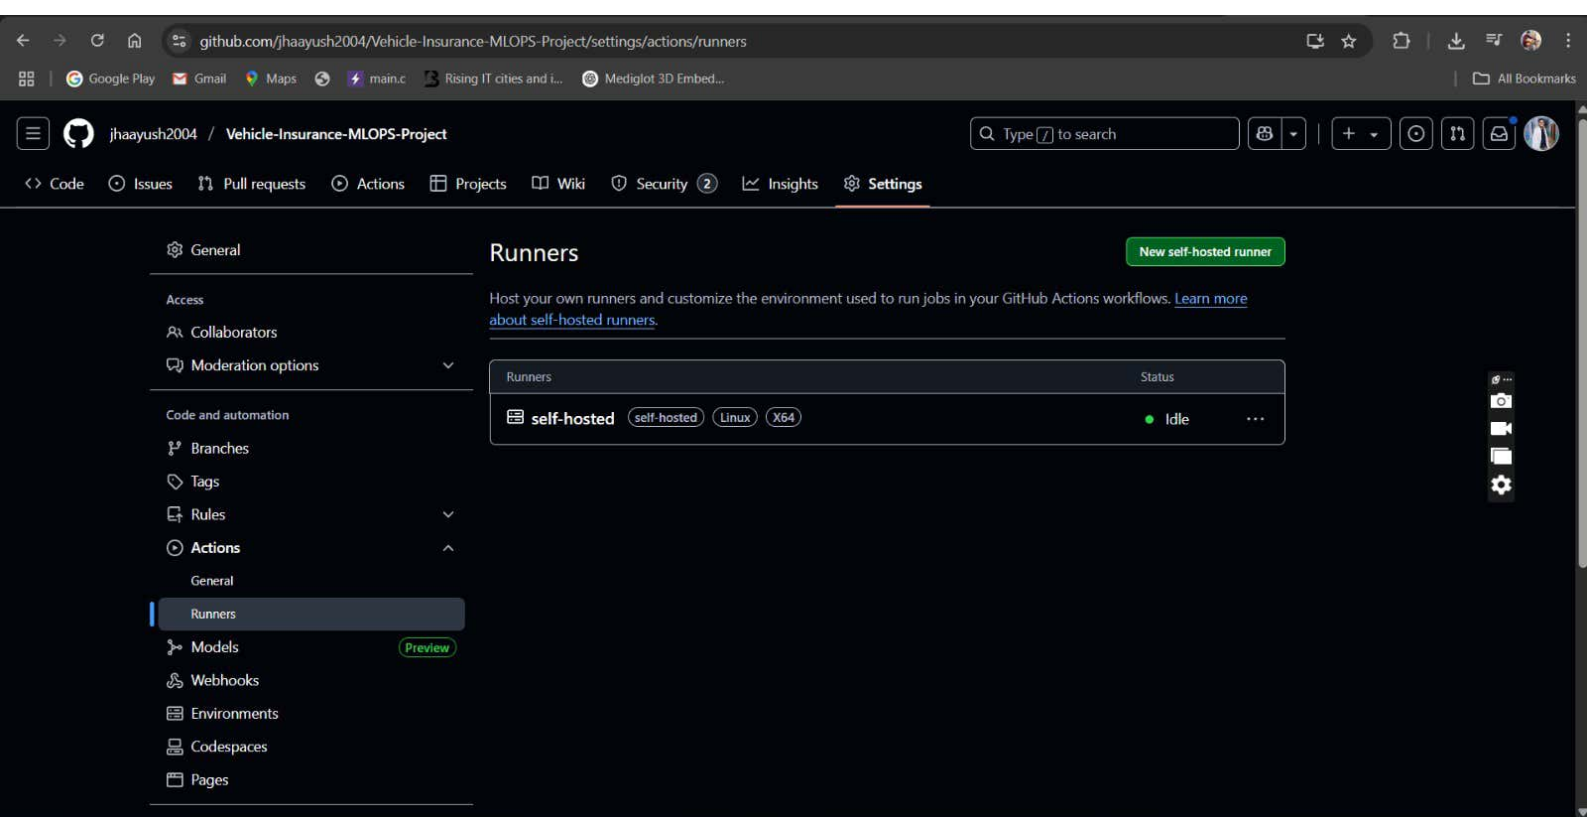 github.com/jhaayush2004/Vehicle-Insurance-MLOPS-Project/settings/actions/runners
Google Play Gmail Maps main.c Rising IT cities and i... Mediglot 3D Embed... All Bookmarks
jhaayush2004 / Vehicle-Insurance-MLOPS-Project Type / to search
Code Issues Pull requests Actions Projects Wiki Security 2 Insights Settings
General
Access
Collaborators
Moderation options
Code and automation
Branches
Tags
Rules
Actions
General
Runners
Models Preview
Webhooks
Environments
Codespaces
Pages
Runners New self-hosted runner
Host your own runners and customize the environment used to run jobs in your GitHub Actions workflows. Learn more
about self-hosted runners.
Runners Status
self-hosted self-hosted Linux X64 Idle ...